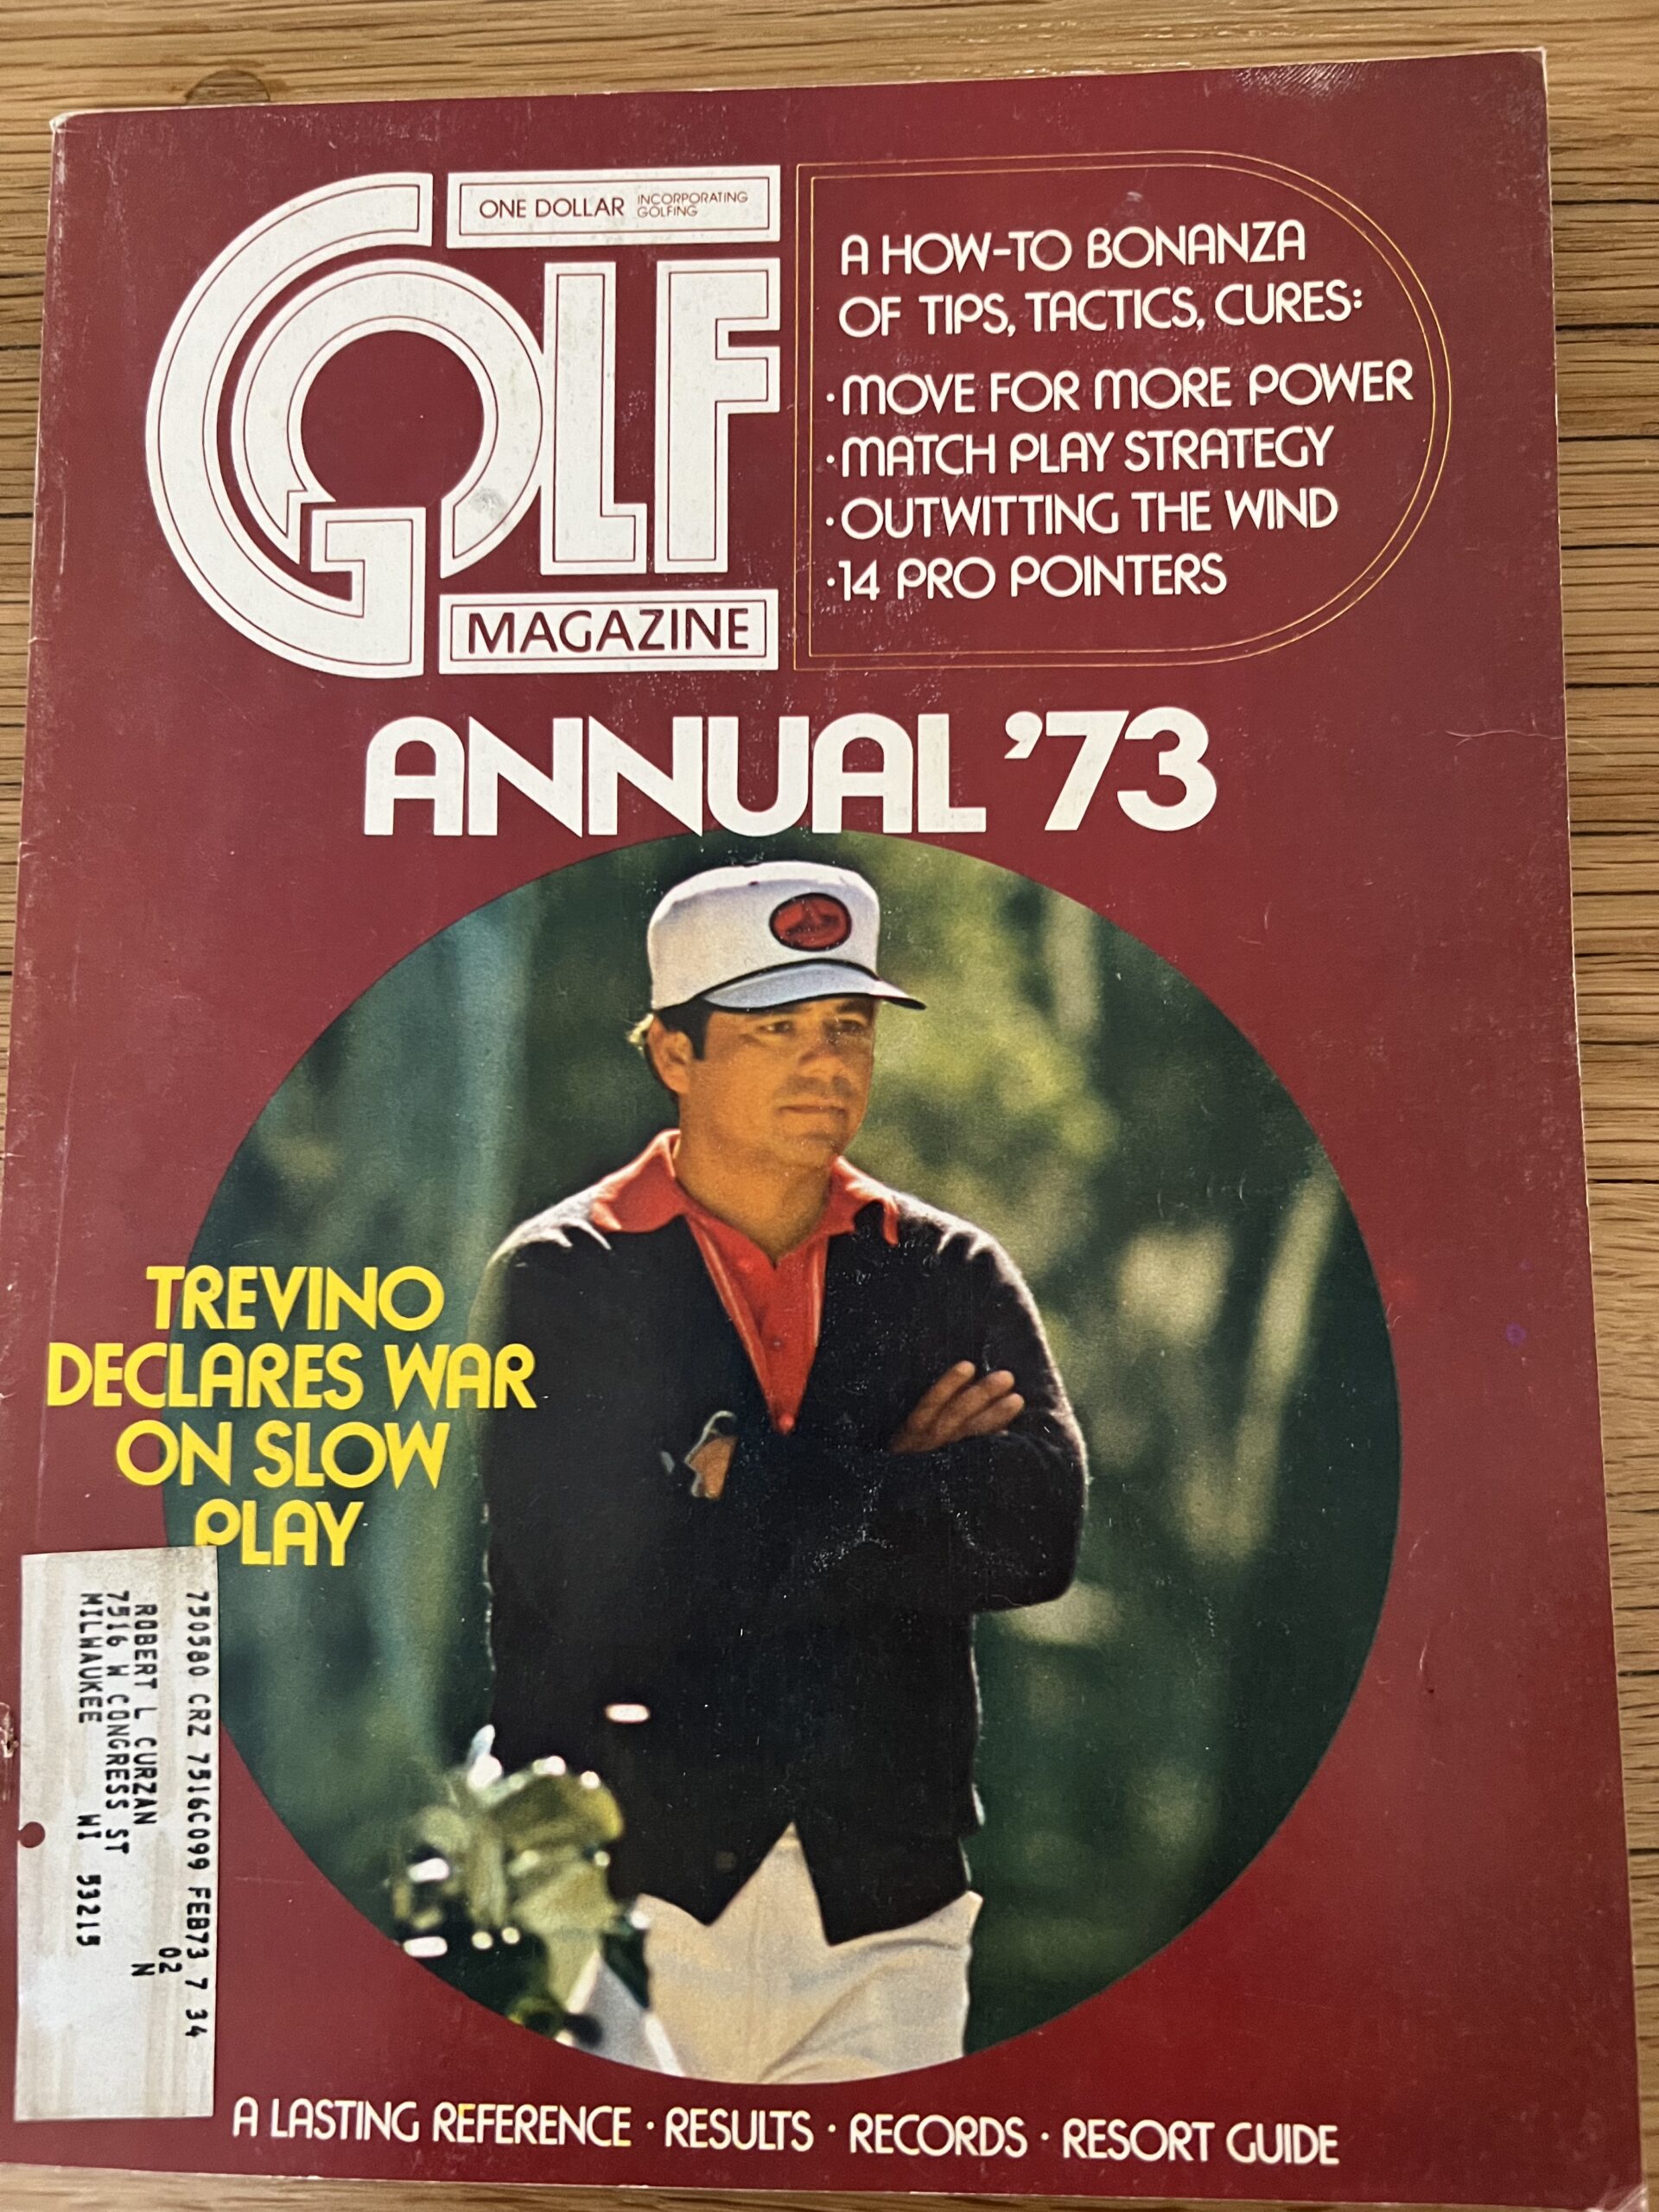 ONE DOLLAR INCORPORATING GOLFING
GOLF
MAGAZINE
A HOW-TO BONANZA
OF TIPS, TACTICS, CURES:
·MOVE FOR MORE POWER
·MATCH PLAY STRATEGY
·OUTWITTING THE WIND
·14 PRO POINTERS
ANNUAL '73
TREVINO
DECLARES WAR
ON SLOW
PLAY
750580 CRZ 7516C099 FEB73 7 34
02
ROBERT L CURZAN N
7516 W CONGRESS ST
MILWAUKEE WI 53215
A LASTING REFERENCE · RESULTS · RECORDS · RESORT GUIDE